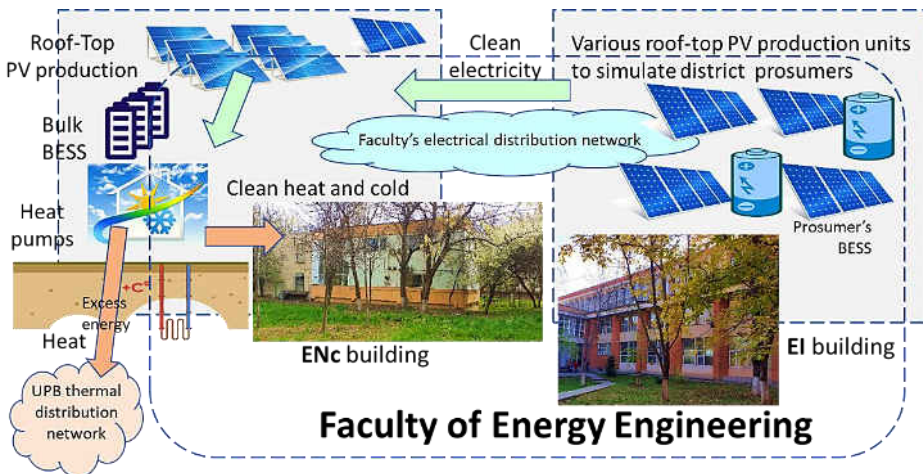 Roof-Top
PV production
Clean
electricity
Various roof-top PV production units
to simulate district prosumers
Bulk
BESS
Faculty's electrical distribution network
Clean heat and cold
Heat
pumps
Prosumer's
BESS
+C°
Excess
energy
Heat
ENc building
EI building
UPB thermal
distribution
network
Faculty of Energy Engineering